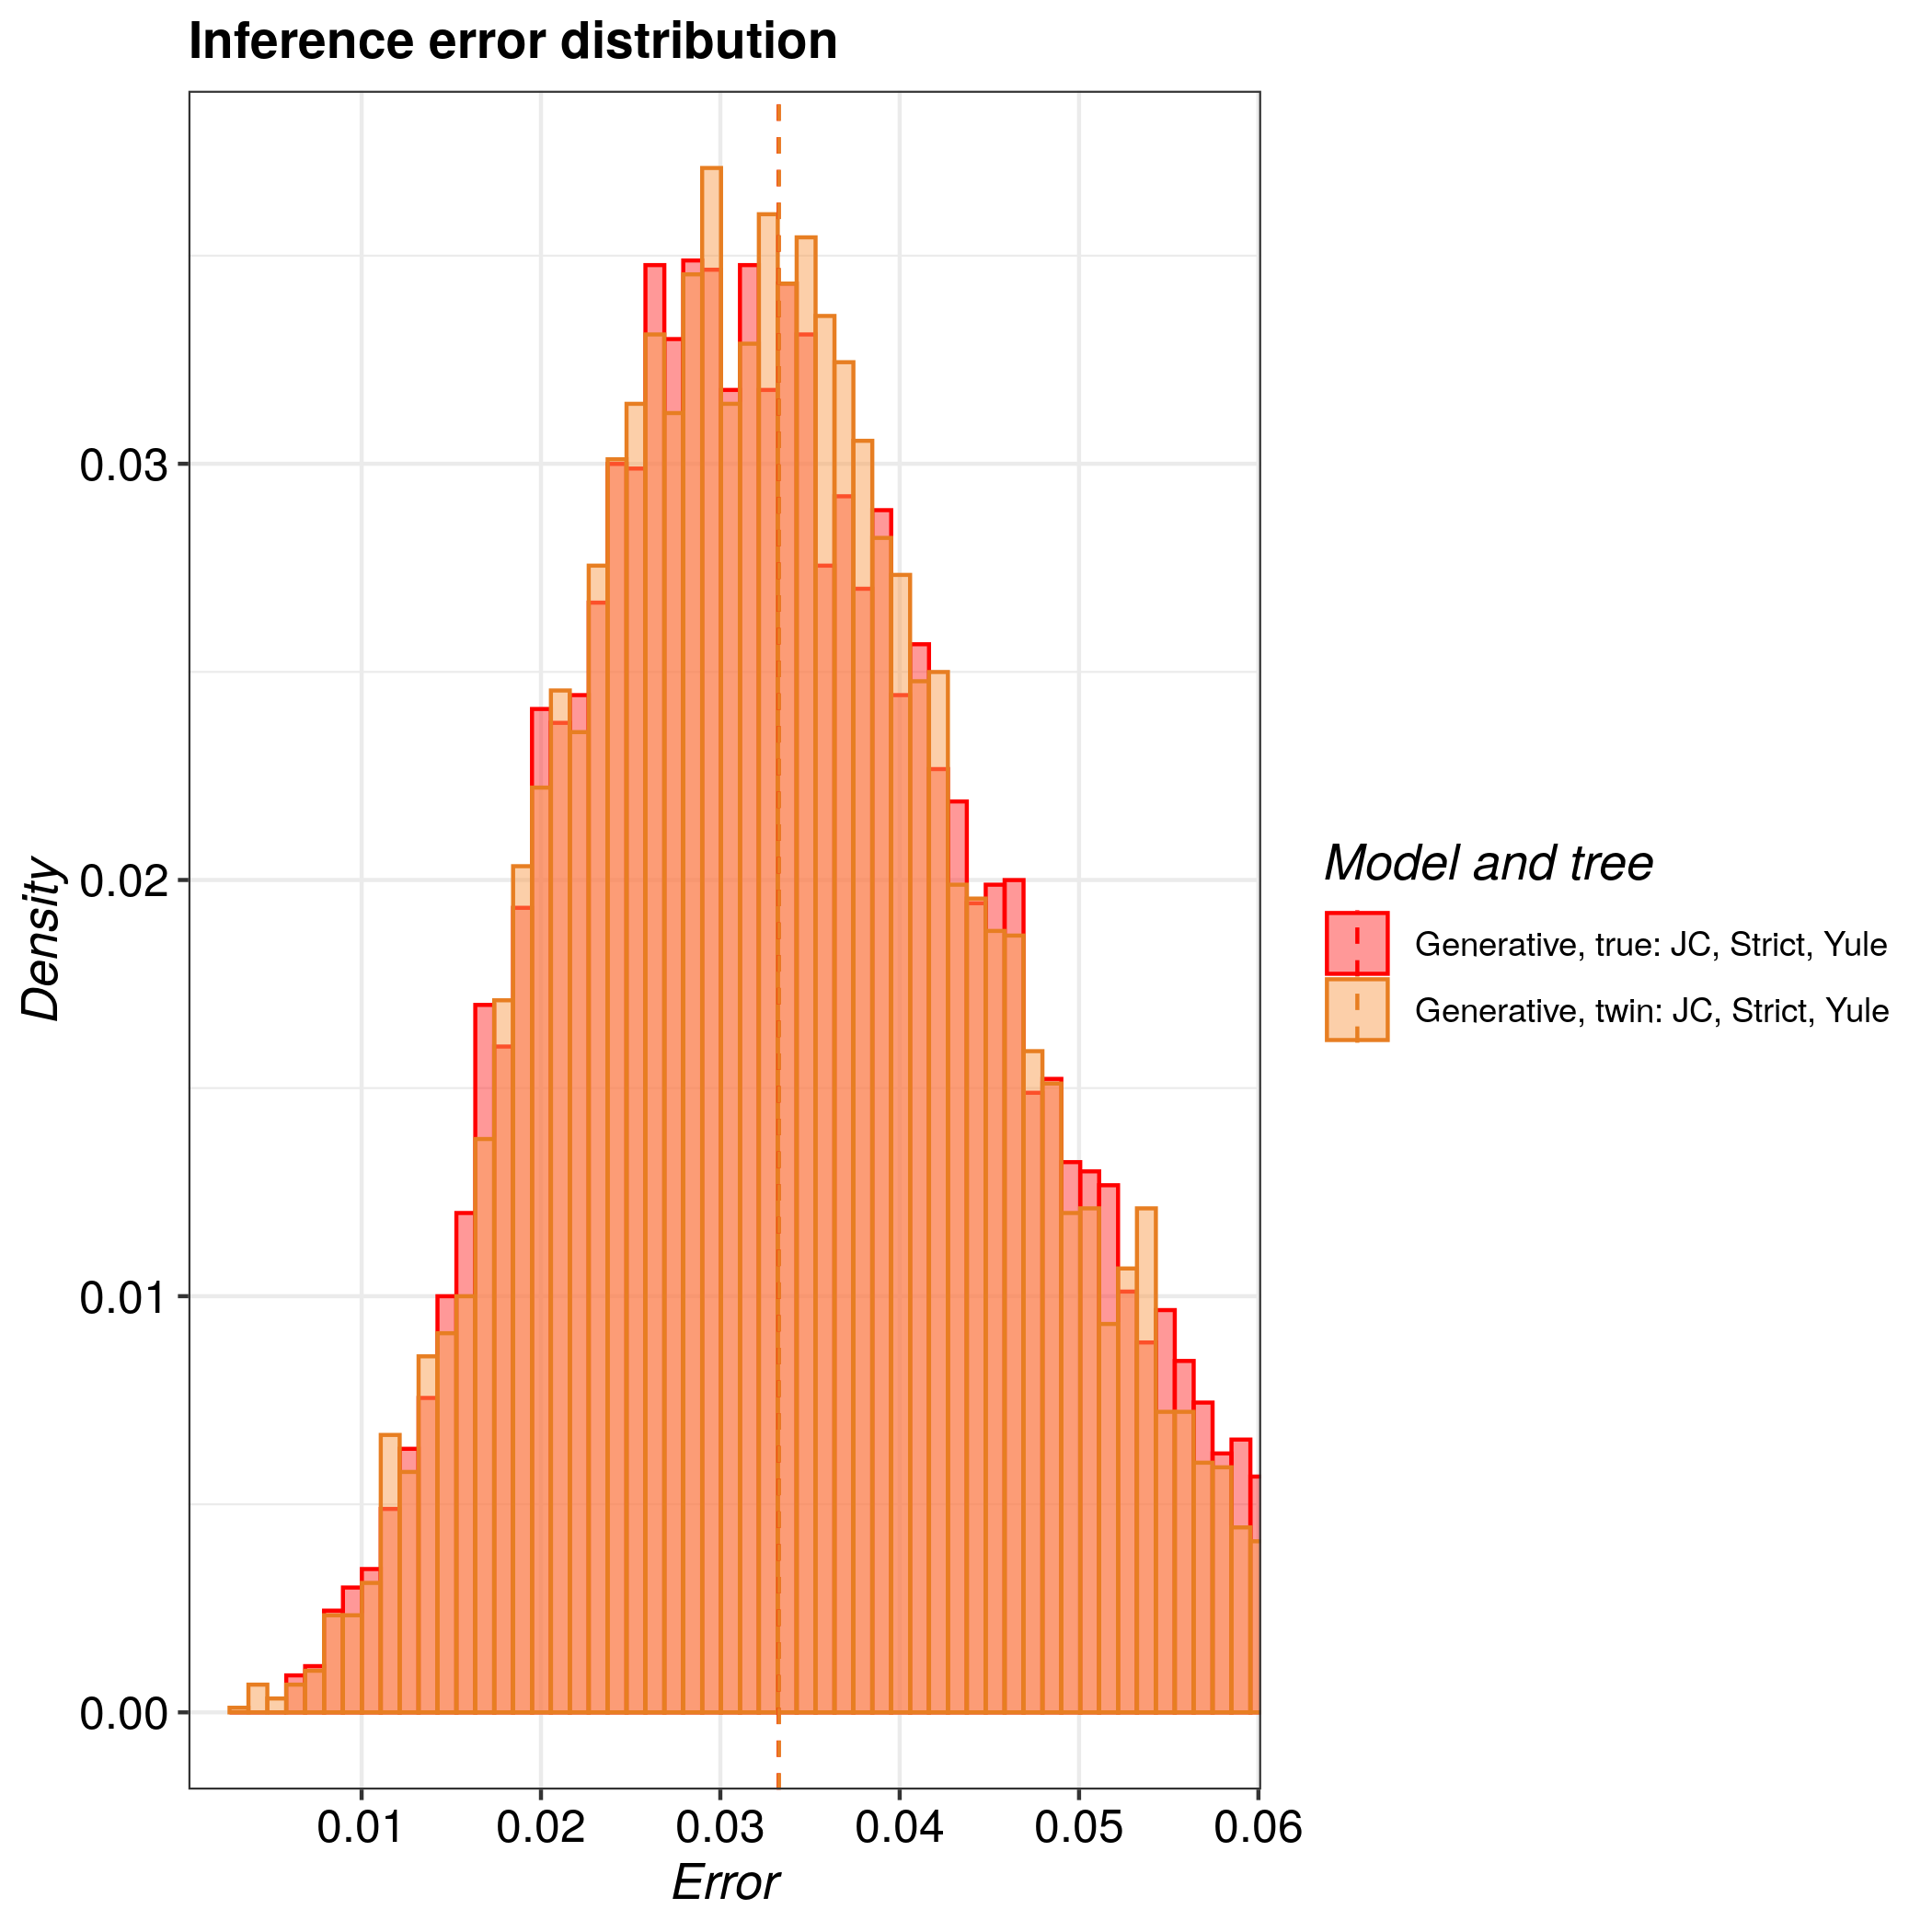 Inference error distribution
Density
0.03
0.02
0.01
0.00
0.01 0.02 0.03 0.04 0.05 0.06
Error
Model and tree
Generative, true: JC, Strict, Yule
Generative, twin: JC, Strict, Yule